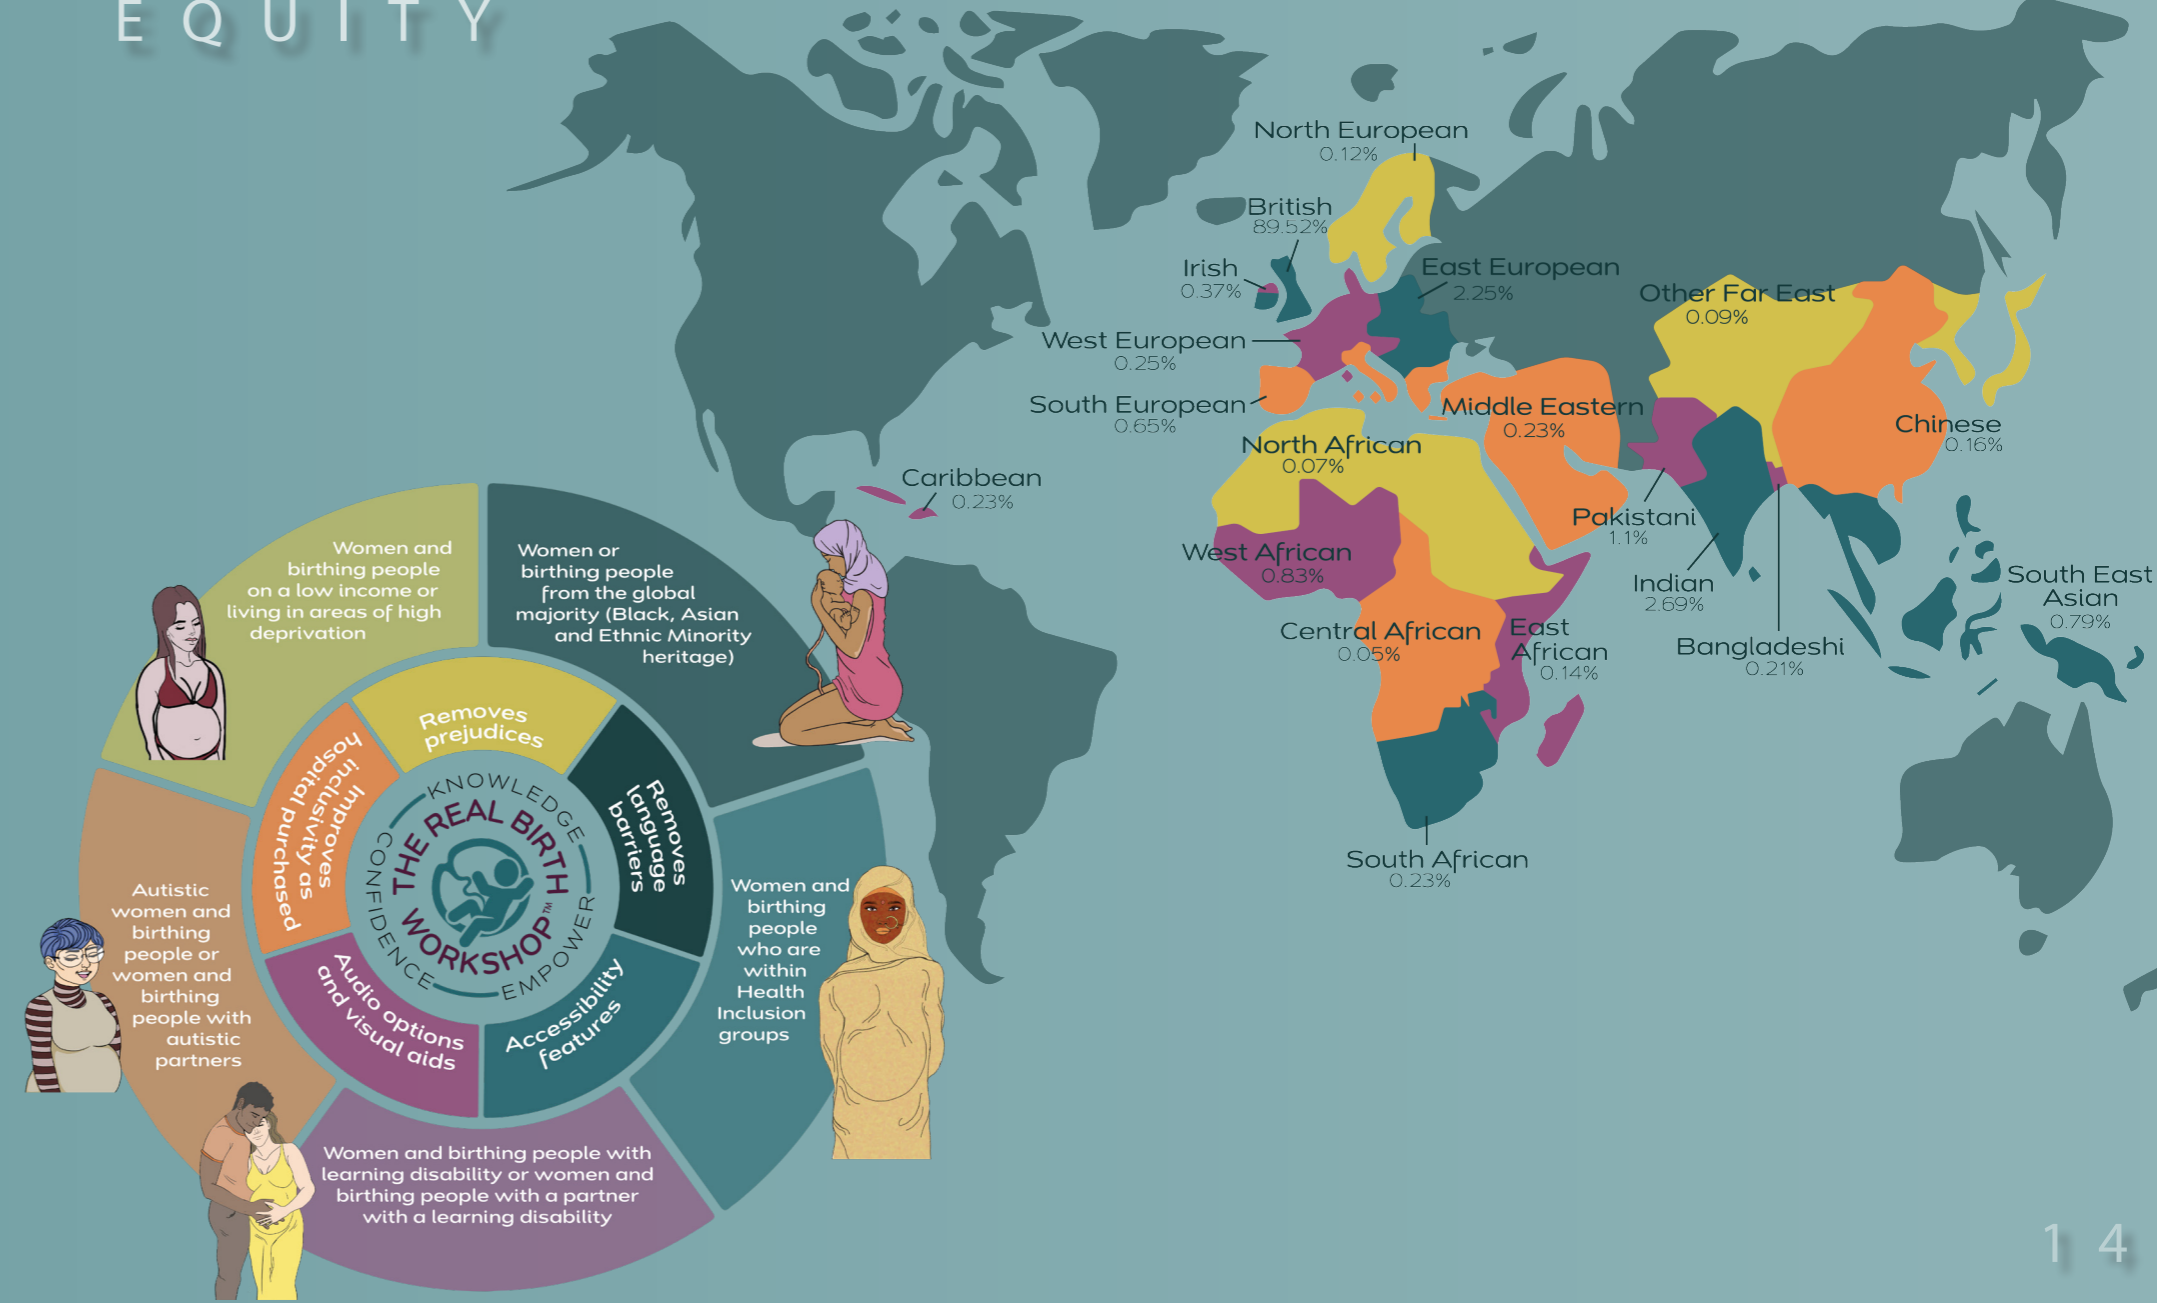 EQUITY
North European
0.12%
British
89.52%
Irish
0.37%
East European
2.25%
West European
0.25%
South European
0.65%
Other Far East
0.09%
Middle Eastern
0.23%
Chinese
0.16%
North African
0.07%
Caribbean
0.23%
Pakistani
1.1%
West African
0.83%
Indian
2.69%
South East
Asian
0.79%
Central African
0.05%
East
African
0.14%
Bangladeshi
0.21%
South African
0.23%
Women and
birthing people
on a low income or
living in areas of high
deprivation
Women or
birthing people
from the global
majority (Black, Asian
and Ethnic Minority
heritage)
Women and
birthing
people
who are
within
Health
Inclusion
groups
Women and birthing people with
learning disability or women and
birthing people with a partner
with a learning disability
Autistic
women and
birthing
people or
women and
birthing
people with
autistic
partners
Removes
prejudices
Removes
language
barriers
Accessibility
features
Audio options
and visual aids
Improves
inclusivity as
hospital purchased
KNOWLEDGE
EMPOWER
CONFIDENCE
THE REAL BIRTH
WORKSHOP™
14